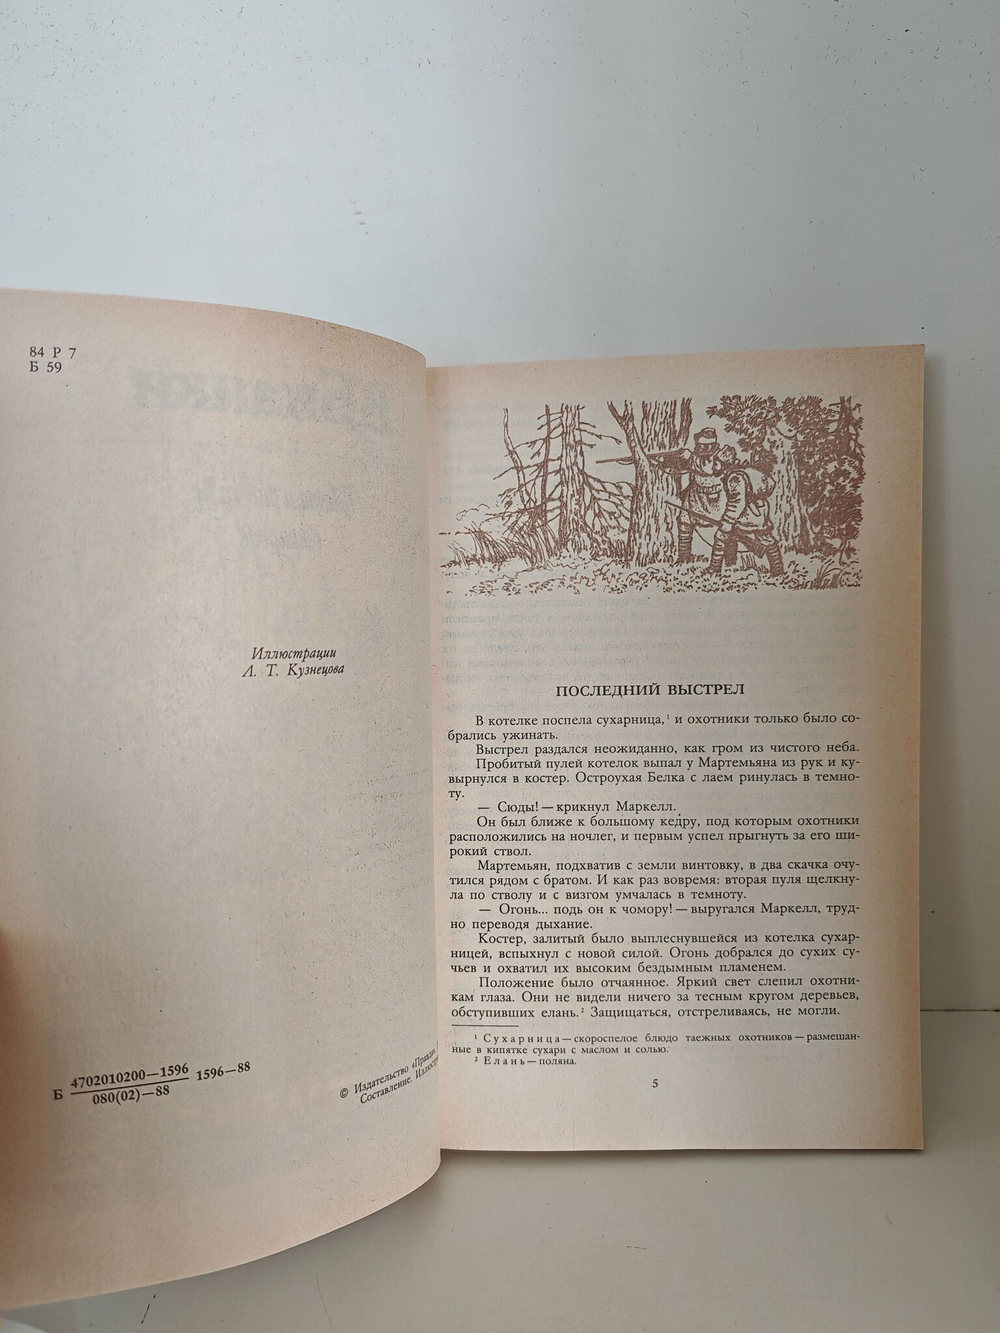 84 Р 7
Б 59
Иллюстрации
Л. Т. Кузнецова
Б 4702010200—1596 1596—88
080(02)—88
© Издательство «Правда»,
Составление.
ПОСЛЕДНИЙ ВЫСТРЕЛ
В котелке поспела сухарница,¹ и охотники только было со-
брались ужинать.
Выстрел раздался неожиданно, как гром из чистого неба.
Пробитый пулей котелок выпал у Мартемьяна из рук и ку-
вырнулся в костер. Остроухая Белка с лаем ринулась в темно-
ту.
— Сюды! — крикнул Маркелл.
Он был ближе к большому кедру, под которым охотники
расположились на ночлег, и первым успел прыгнуть за его ши-
рокий ствол.
Мартемьян, подхватив с земли винтовку, в два скачка очу-
тился рядом с братом. И как раз вовремя: вторая пуля щелкну-
ла по стволу и с визгом умчалась в темноту.
— Огонь... подь он к чомору! — выругался Маркелл, труд-
но переводя дыхание.
Костер, залитый было выплеснувшейся из котелка сухар-
ницей, вспыхнул с новой силой. Огонь добрался до сухих су-
чьев и охватил их высоким бездымным пламенем.
Положение было отчаянное. Яркий свет слепил охотни-
кам глаза. Они не видели ничего за тесным кругом деревьев,
обступивших елань.² Защищаться, отстреливаясь, не могли.
¹ Сухарница — скороспелое блюдо таежных охотников — размешан-
ные в кипятке сухари с маслом и солью.
² Елань — поляна.
5